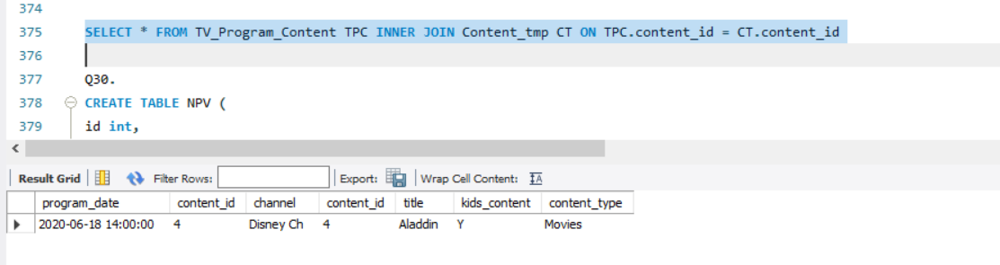 374
375 SELECT * FROM TV_Program_Content TPC INNER JOIN Content_tmp CT ON TPC.content_id = CT.content_id
376
377 Q30.
378 CREATE TABLE NPV (
379 id int,
Result Grid Filter Rows: Export: Wrap Cell Content: IA
program_date content_id channel content_id title kids_content content_type
2020-06-18 14:00:00 4 Disney Ch 4 Aladdin Y Movies